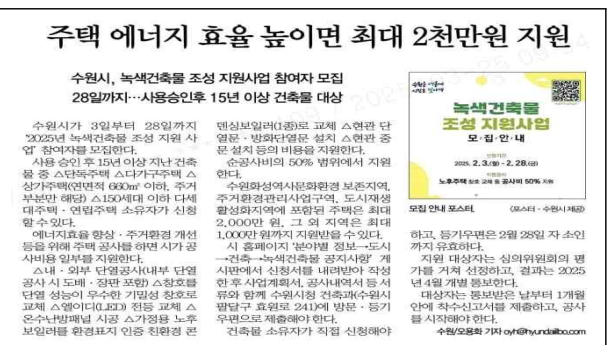 주택 에너지 효율 높이면 최대 2천만원 지원
수원시, 녹색건축물 조성 지원사업 참여자 모집
28일까지…사용승인후 15년 이상 건축물 대상
수원시가 3일부터 28일까지
'2025년 녹색건축물 조성 지원 사
업' 참여자를 모집한다.
사용 승인 후 15년 이상 지난 건축
물 중 △단독주택 △다가구주택 △
상가주택(연면적 660㎡ 이하, 주거
부분만 해당) △150세대 이하 다세
대주택·연립주택 소유자가 신청
할 수 있다.
에너지효율 향상·주거환경 개선
등을 위해 주택 공사를 하면 시가 공
사비용 일부를 지원한다.
△내·외부 단열공사(내부 단열
공사 시 도배·장판 포함) △창호를
단열 성능이 우수한 기밀성 창호로
교체 △엘이디(LED) 전등 교체 △
온수난방패널 시공 △가정용 노후
보일러를 환경표지 인증 친환경 콘
덴싱보일러(1종)로 교체 △현관 단
열문·방화단열문 설치 △현관 중
문 설치 등의 비용을 지원한다.
순공사비의 50% 범위에서 지원
한다.
수원화성역사문화환경 보존지역,
주거환경관리사업구역, 도시재생
활성화지역에 포함된 주택은 최대
2,000만 원, 그 외 지역은 최대
1,000만 원까지 지원받을 수 있다.
시 홈페이지 '분야별 정보→도시
→건축→녹색건축물 공지사항' 게
시판에서 신청서를 내려받아 작성
한 후 사업계획서, 공사내역서 등 서
류와 함께 수원시청 건축과(수원시
팔달구 효원로 241)에 방문·등기
우편으로 제출해야 한다.
건축물 소유자가 직접 신청해야
녹색건축물
조성 지원사업
모·집·안·내
2025. 2. 3.(월) - 2. 28.(금)
노후주택 창호 교체 등 공사비 50% 지원
모집 안내 포스터. (포스터·수원시 제공)
하고, 등기우편은 2월 28일 자 소인
까지 유효하다.
지원 대상자는 심의위원회의 평
가를 거쳐 선정하고, 결과는 2025
년 4월 개별 통보한다.
대상자는 통보받은 날부터 1개월
안에 착수신고서를 제출하고, 공사
를 시작해야 한다.
수원/오용화 기자 oyh@hyundaiilbo.com